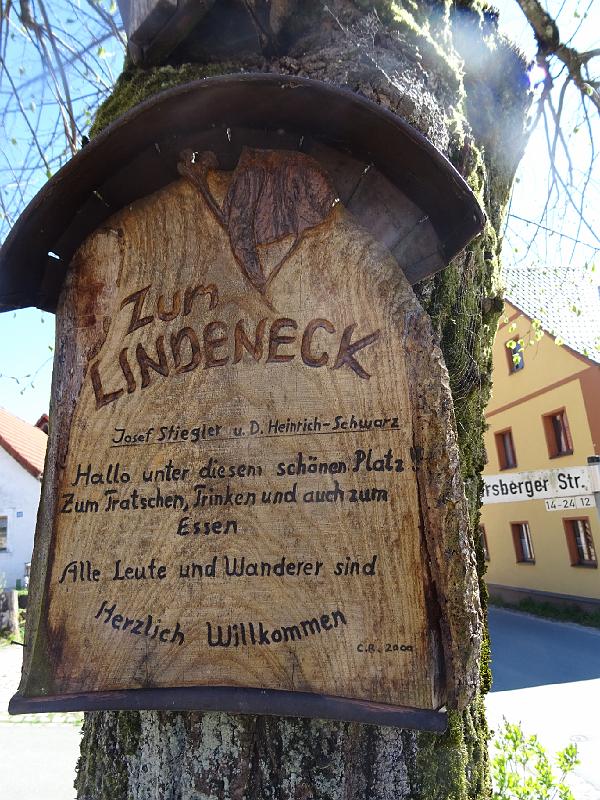 Zum
LINDENECK
Josef Stiegler u. D. Heinrich-Schwarz
Hallo unter diesem schönen Platz!
Zum Tratschen, Trinken und auch zum
Essen
Alle Leute und Wanderer sind
Herzlich Willkommen
C.R. 2000
rsberger Str.
14-24 12